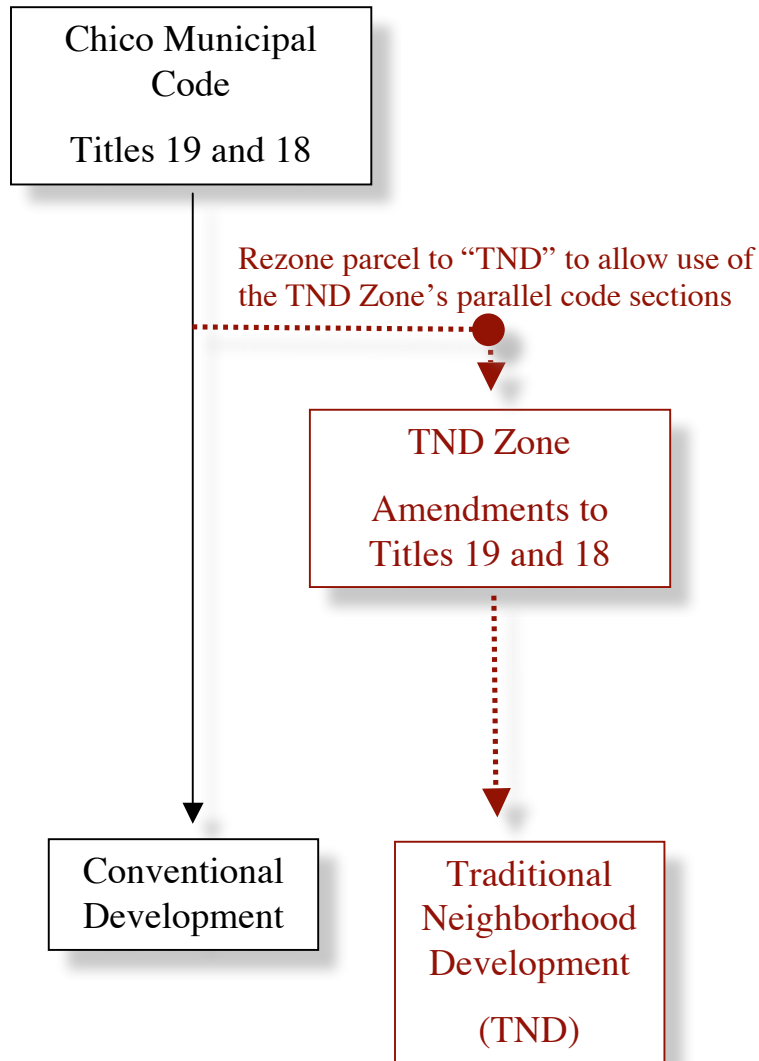 Chico Municipal
Code
Titles 19 and 18
Rezone parcel to “TND” to allow use of
the TND Zone’s parallel code sections
TND Zone
Amendments to
Titles 19 and 18
Conventional
Development
Traditional
Neighborhood
Development
(TND)